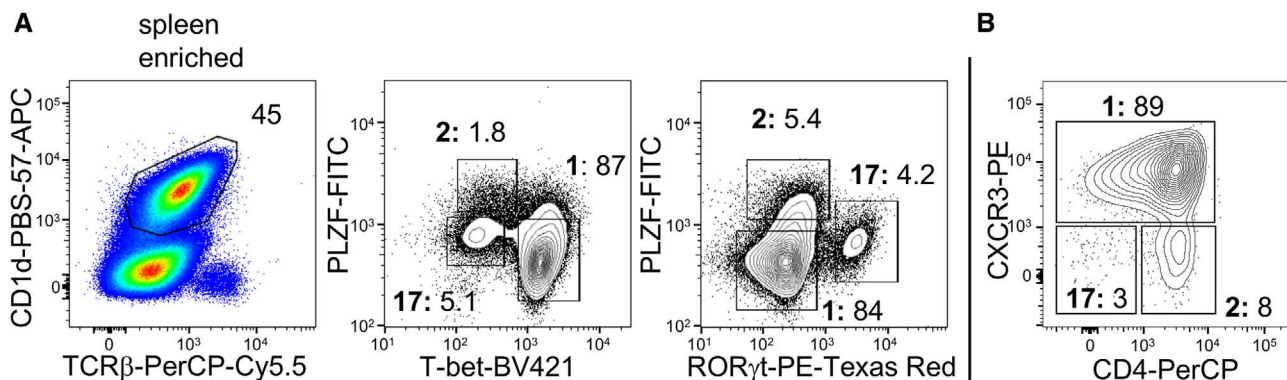 A
spleen
enriched
CD1d-PBS-57-APC
10⁵
10⁴
10³
0
45
0 10³ 10⁴
TCRβ-PerCP-Cy5.5
PLZF-FITC
10⁴
10³
10²
2: 1.8
1: 87
17: 5.1
10¹ 10² 10³ 10⁴
T-bet-BV421
PLZF-FITC
10⁴
10³
10²
2: 5.4
17: 4.2
1: 84
10¹ 10² 10³ 10⁴
RORγt-PE-Texas Red
B
CXCR3-PE
10⁵
10⁴
10³
0
1: 89
17: 3
2: 8
0 10³ 10⁴ 10⁵
CD4-PerCP